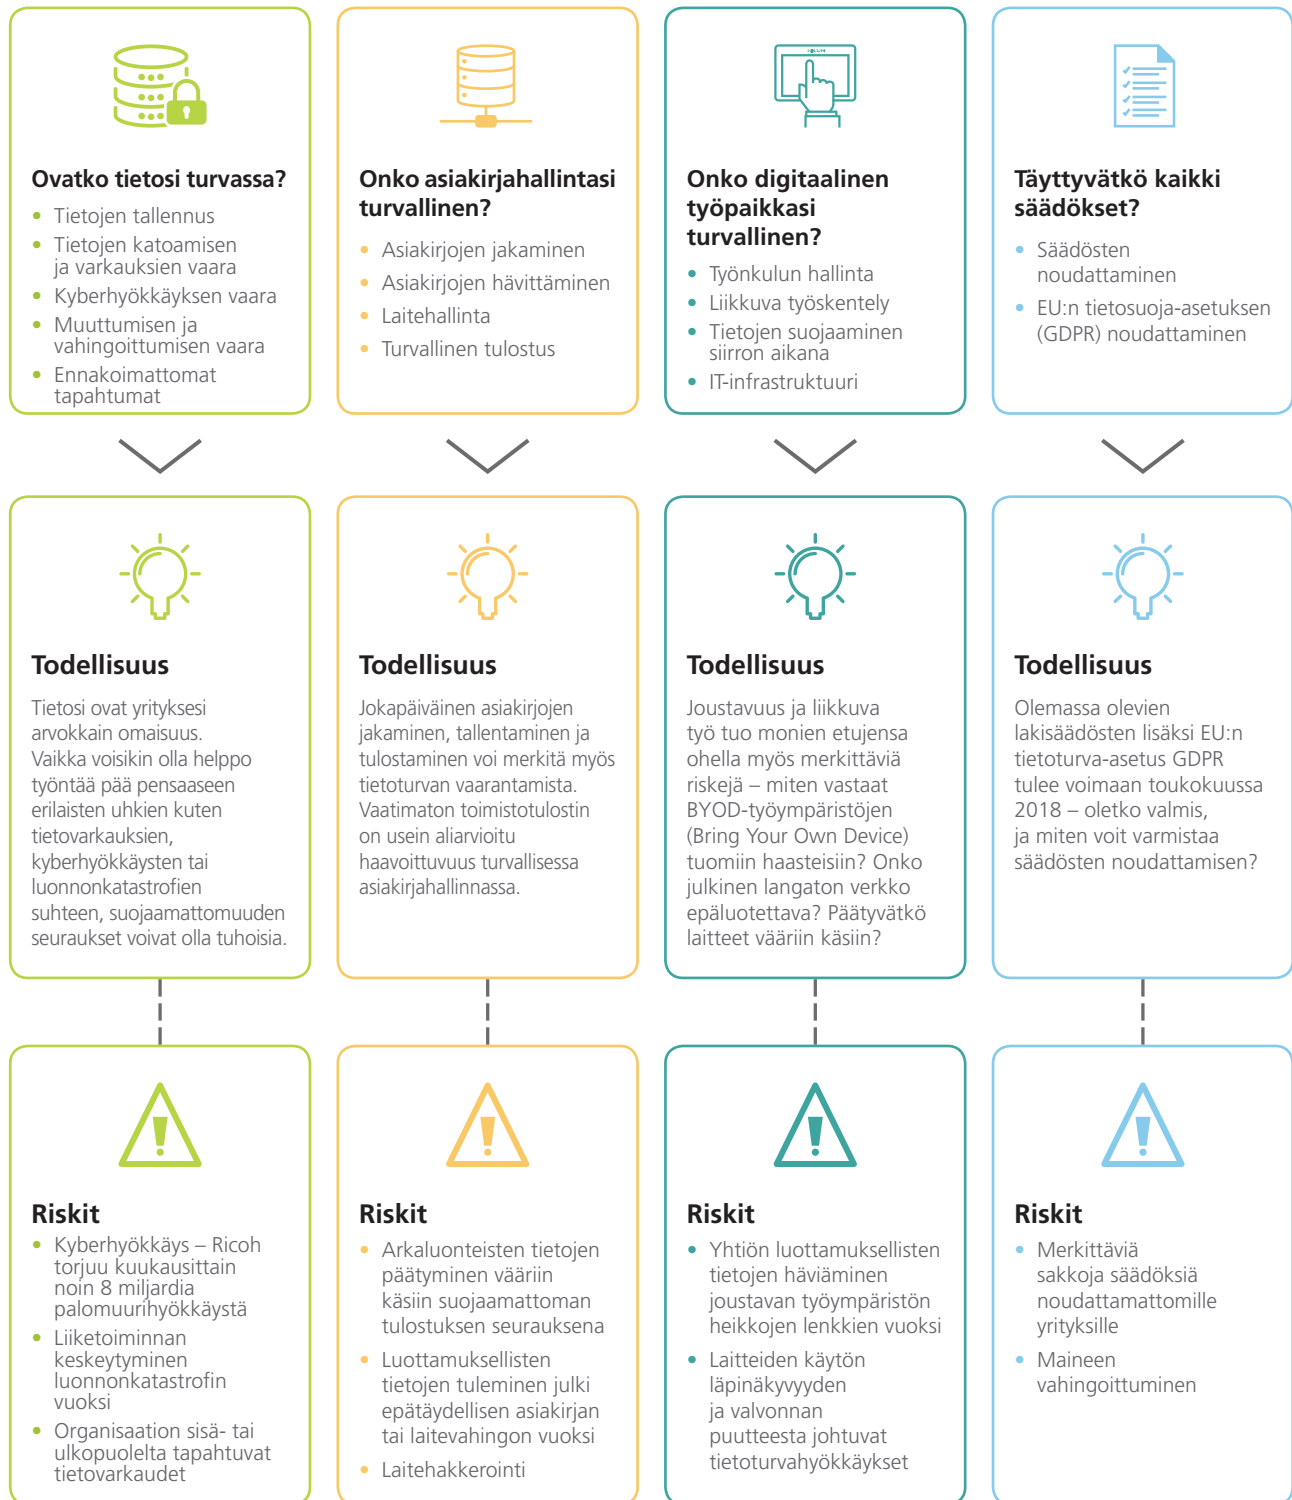 Ovatko tietosi turvassa?
• Tietojen tallennus
• Tietojen katoamisen
ja varkauksien vaara
• Kyberhyökkäyksen vaara
• Muuttumisen ja
vahingoittumisen vaara
• Ennakoimattomat
tapahtumat
Onko asiakirjahallintasi
turvallinen?
• Asiakirjojen jakaminen
• Asiakirjojen hävittäminen
• Laitehallinta
• Turvallinen tulostus
Onko digitaalinen
työpaikkasi
turvallinen?
• Työnkulun hallinta
• Liikkuva työskentely
• Tietojen suojaaminen
siirron aikana
• IT-infrastruktuuri
Täyttyvätkö kaikki
säädökset?
• Säädösten
noudattaminen
• EU:n tietosuoja-asetuksen
(GDPR) noudattaminen
Todellisuus
Tietosi ovat yrityksesi
arvokkain omaisuus.
Vaikka voisikin olla helppo
työntää pää pensaaseen
erilaisten uhkien kuten
tietovarkauksien,
kyberhyökkäysten tai
luonnonkatastrofien
suhteen, suojaamattomuuden
seuraukset voivat olla tuhoisia.
Todellisuus
Jokapäiväinen asiakirjojen
jakaminen, tallentaminen ja
tulostaminen voi merkitä myös
tietoturvan vaarantamista.
Vaatimaton toimistotulostin
on usein aliarvioitu
haavoittuvuus turvallisessa
asiakirjahallinnassa.
Todellisuus
Joustavuus ja liikkuva
työ tuo monien etujensa
ohella myös merkittäviä
riskejä – miten vastaat
BYOD-työympäristöjen
(Bring Your Own Device)
tuomiin haasteisiin? Onko
julkinen langaton verkko
epäluotettava? Päätyvätkö
laitteet vääriin käsiin?
Todellisuus
Olemassa olevien
lakisäädösten lisäksi EU:n
tietoturva-asetus GDPR
tulee voimaan toukokuussa
2018 – oletko valmis,
ja miten voit varmistaa
säädösten noudattamisen?
Riskit
• Kyberhyökkäys – Ricoh
torjuu kuukausittain
noin 8 miljardia
palomuurihyökkäystä
• Liiketoiminnan
keskeytyminen
luonnonkatastrofin
vuoksi
• Organisaation sisä- tai
ulkopuolelta tapahtuvat
tietovarkaudet
Riskit
• Arkaluonteisten tietojen
päätyminen vääriin
käsiin suojaamattoman
tulostuksen seurauksena
• Luottamuksellisten
tietojen tuleminen julki
epätäydellisen asiakirjan
tai laitevahingon vuoksi
• Laitehakkerointi
Riskit
• Yhtiön luottamuksellisten
tietojen häviäminen
joustavan työympäristön
heikkojen lenkkien vuoksi
• Laitteiden käytön
läpinäkyvyyden
ja valvonnan
puutteesta johtuvat
tietoturvahyökkäykset
Riskit
• Merkittäviä
sakkoja säädöksiä
noudattamattomille
yrityksille
• Maineen
vahingoittuminen